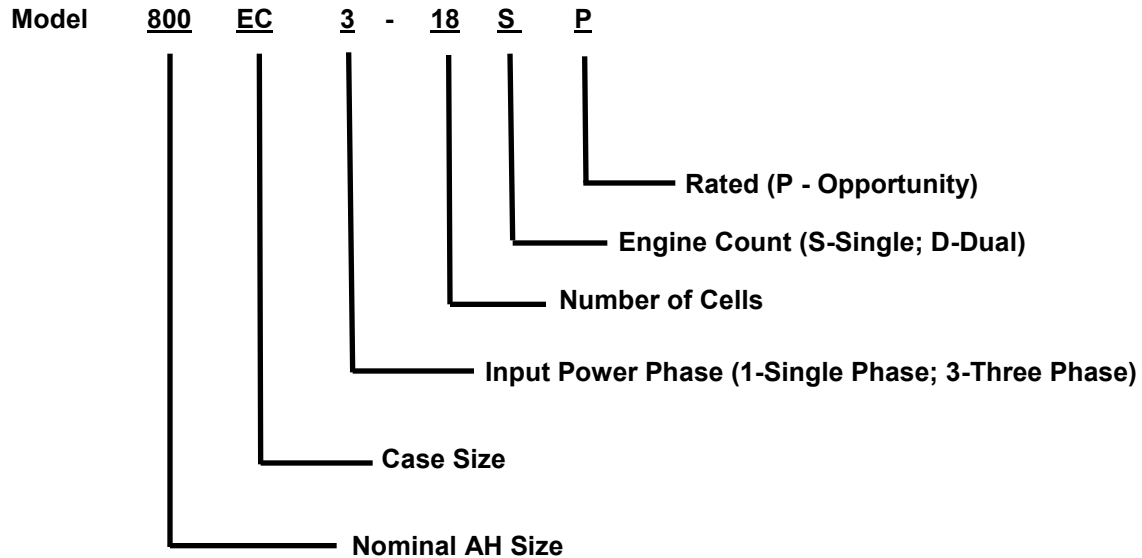 Model 800 EC 3 - 18 S P
Rated (P - Opportunity)
Engine Count (S-Single; D-Dual)
Number of Cells
Input Power Phase (1-Single Phase; 3-Three Phase)
Case Size
Nominal AH Size